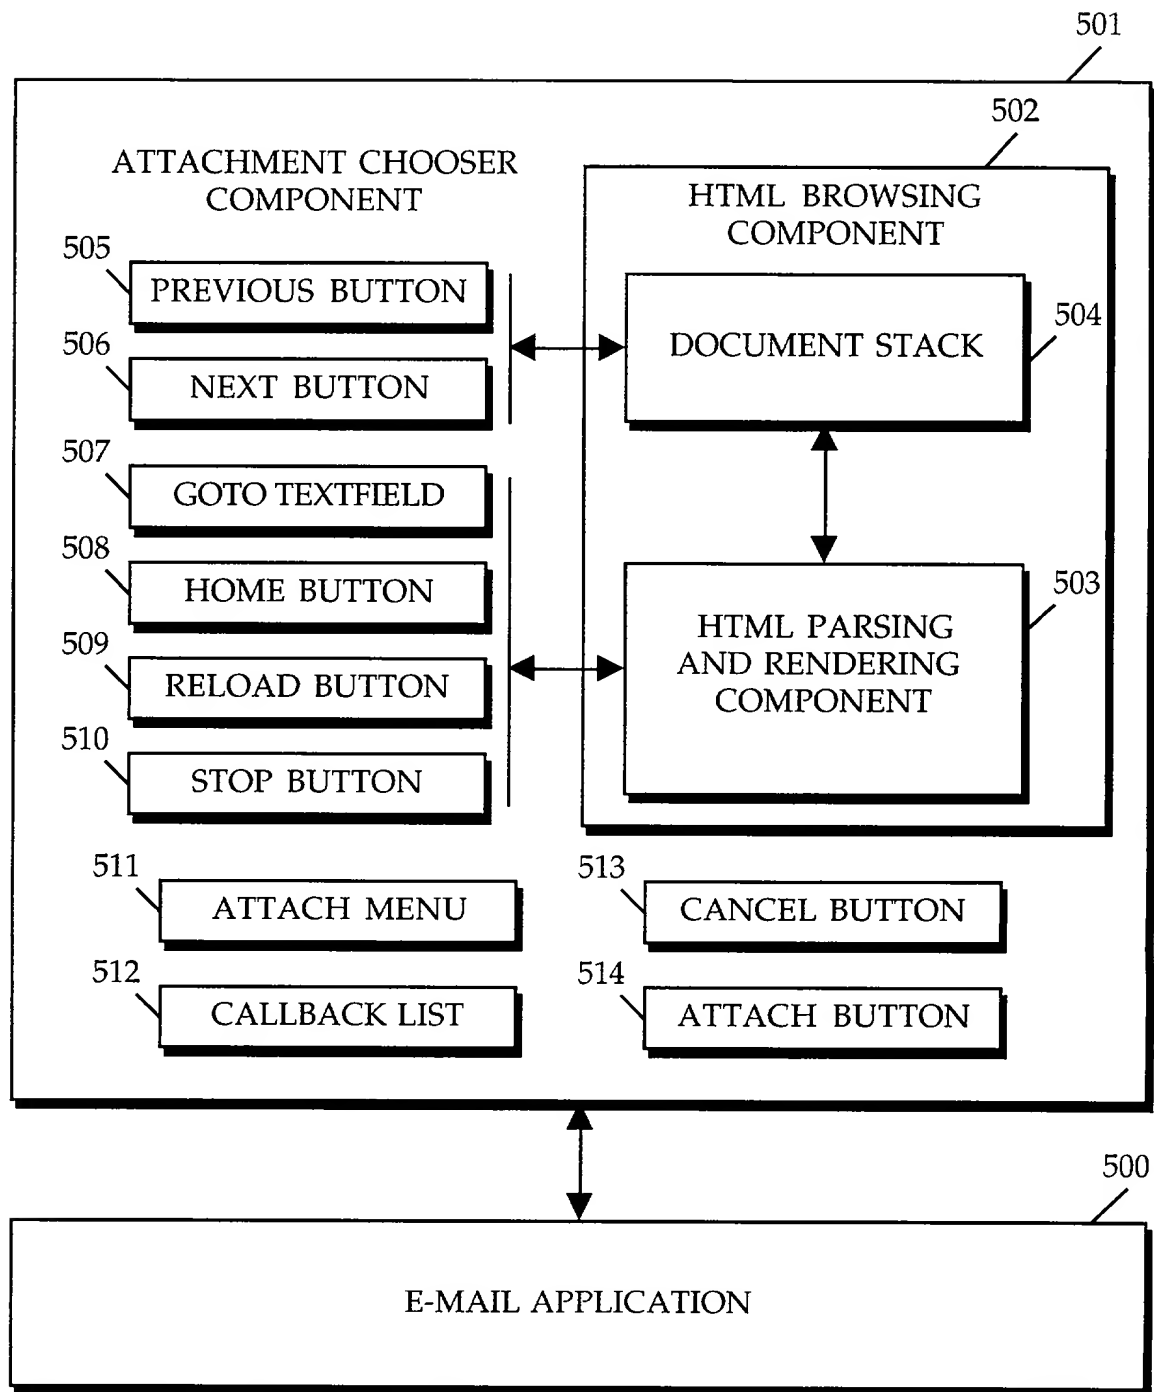 501
502
ATTACHMENT CHOOSER
COMPONENT
HTML BROWSING
COMPONENT
505
PREVIOUS BUTTON
506
NEXT BUTTON
DOCUMENT STACK
504
507
GOTO TEXTFIELD
508
HOME BUTTON
509
RELOAD BUTTON
510
STOP BUTTON
HTML PARSING
AND RENDERING
COMPONENT
503
511
ATTACH MENU
513
CANCEL BUTTON
512
CALLBACK LIST
514
ATTACH BUTTON
500
E-MAIL APPLICATION